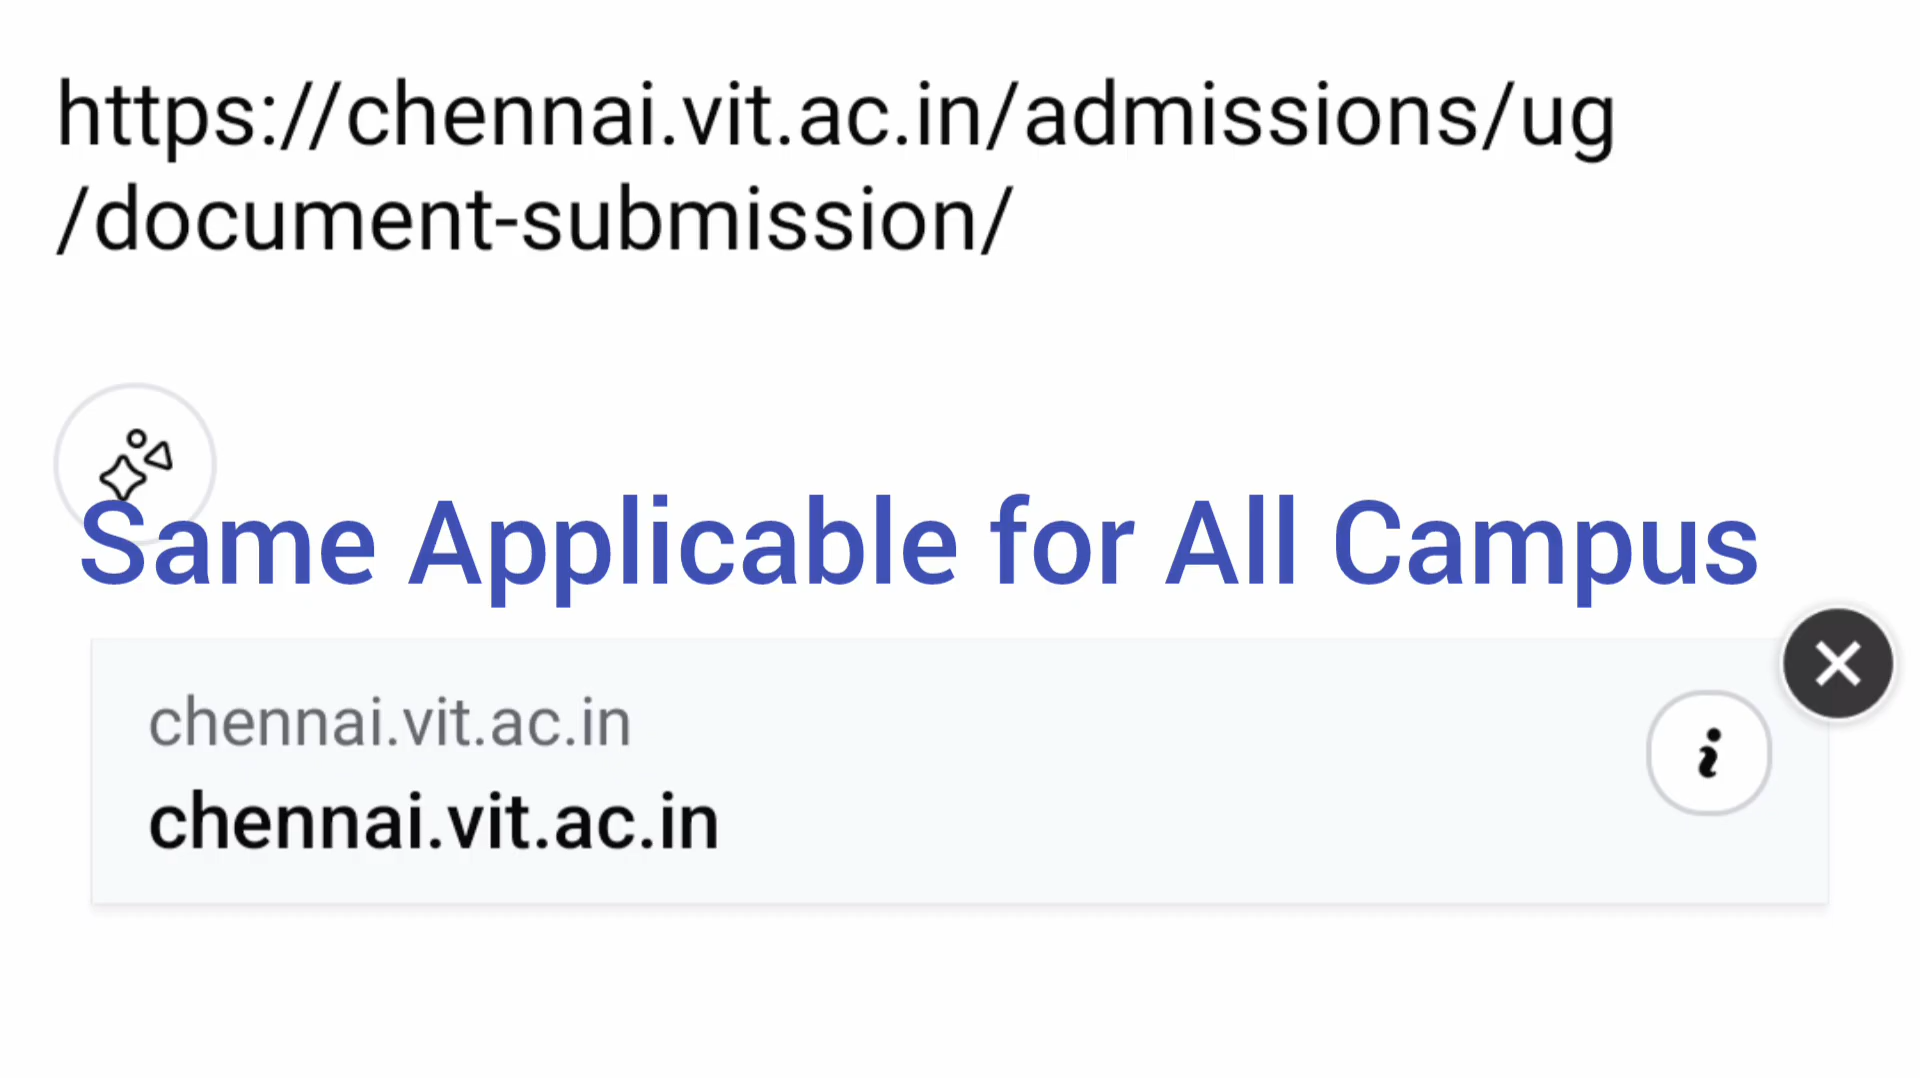 https://chennai.vit.ac.in/admissions/ug
/document-submission/
Same Applicable for All Campus
chennai.vit.ac.in
chennai.vit.ac.in